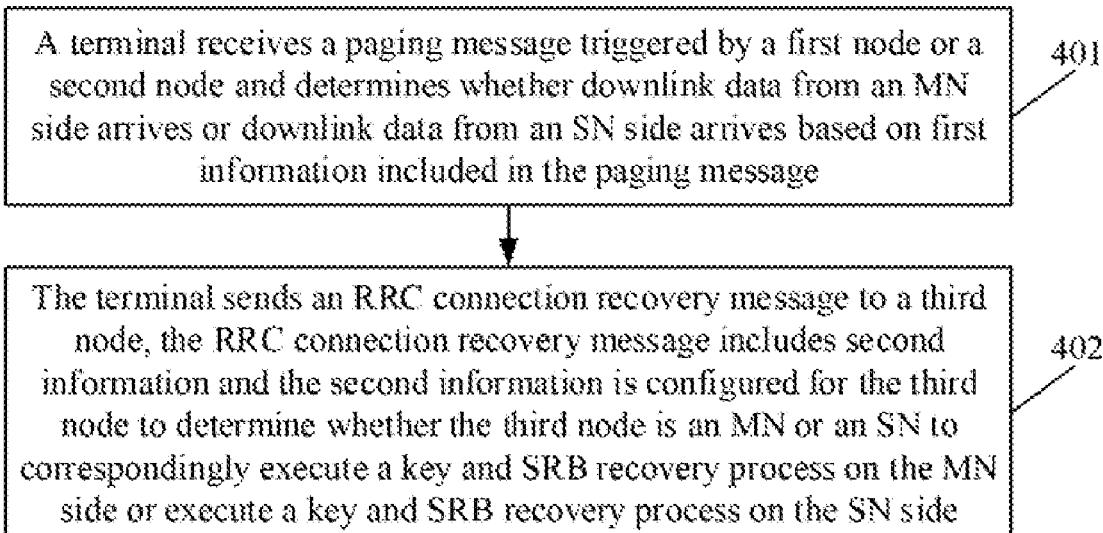 A terminal receives a paging message triggered by a first node or a
second node and determines whether downlink data from an MN
side arrives or downlink data from an SN side arrives based on first
information included in the paging message
401
The terminal sends an RRC connection recovery message to a third
node, the RRC connection recovery message includes second
information and the second information is configured for the third
node to determine whether the third node is an MN or an SN to
correspondingly execute a key and SRB recovery process on the MN
side or execute a key and SRB recovery process on the SN side
402